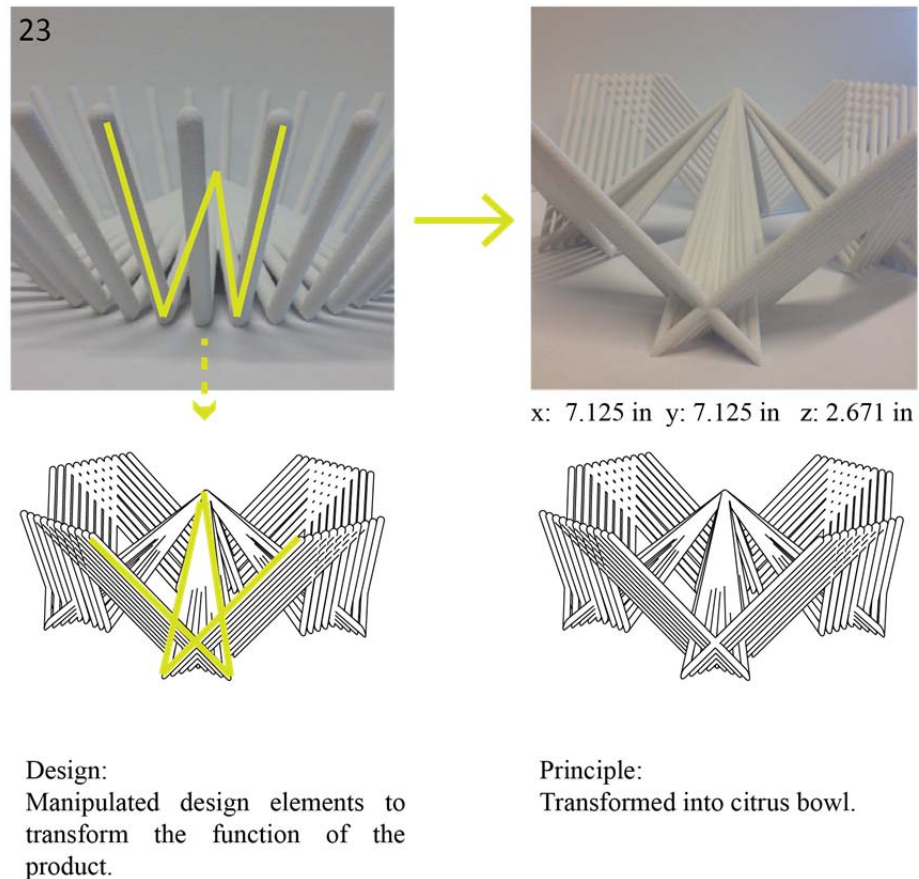 23
x: 7.125 in y: 7.125 in z: 2.671 in
Design:
Manipulated design elements to
transform the function of the
product.
Principle:
Transformed into citrus bowl.